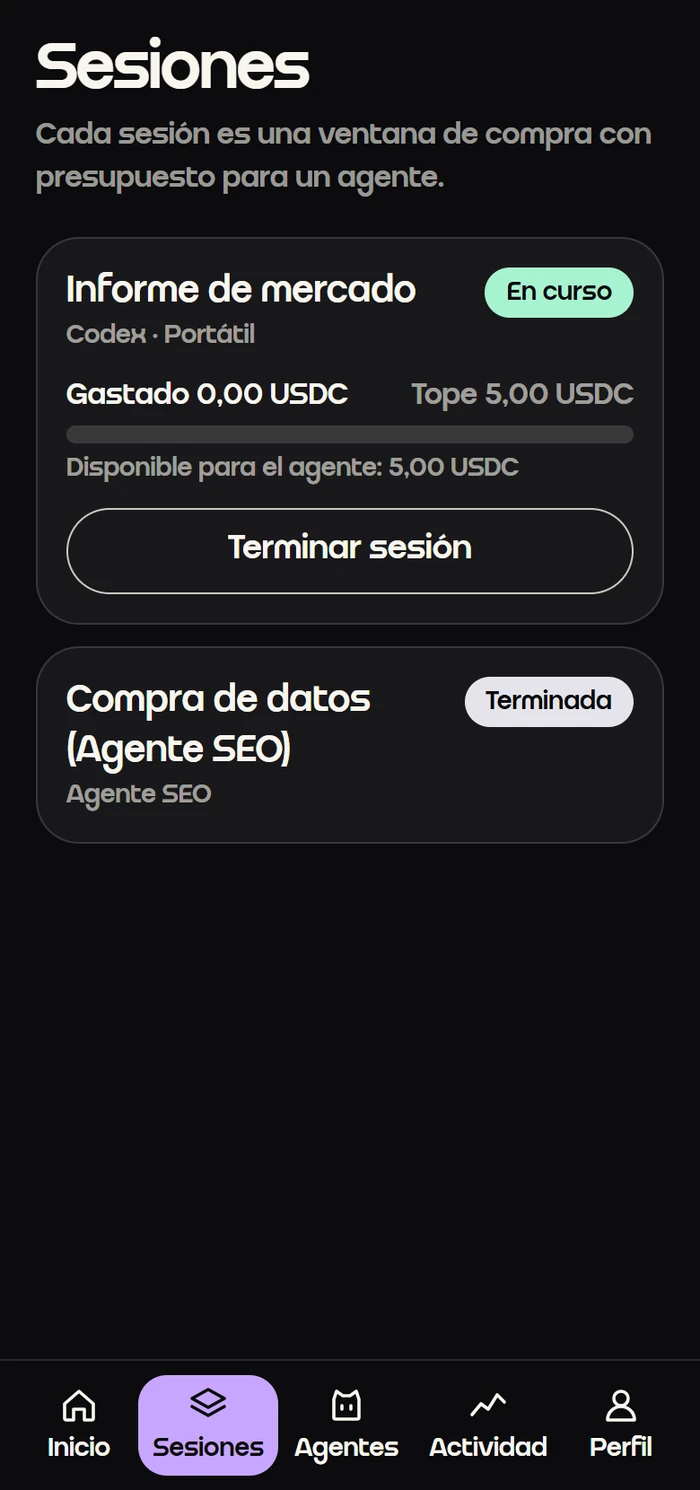 Sesiones
Cada sesión es una ventana de compra con
presupuesto para un agente.
Informe de mercado
En curso
Codex · Portátil
Gastado 0,00 USDC
Tope 5,00 USDC
Disponible para el agente: 5,00 USDC
Terminar sesión
Compra de datos
(Agente SEO)
Terminada
Agente SEO
Inicio
Sesiones
Agentes
Actividad
Perfil